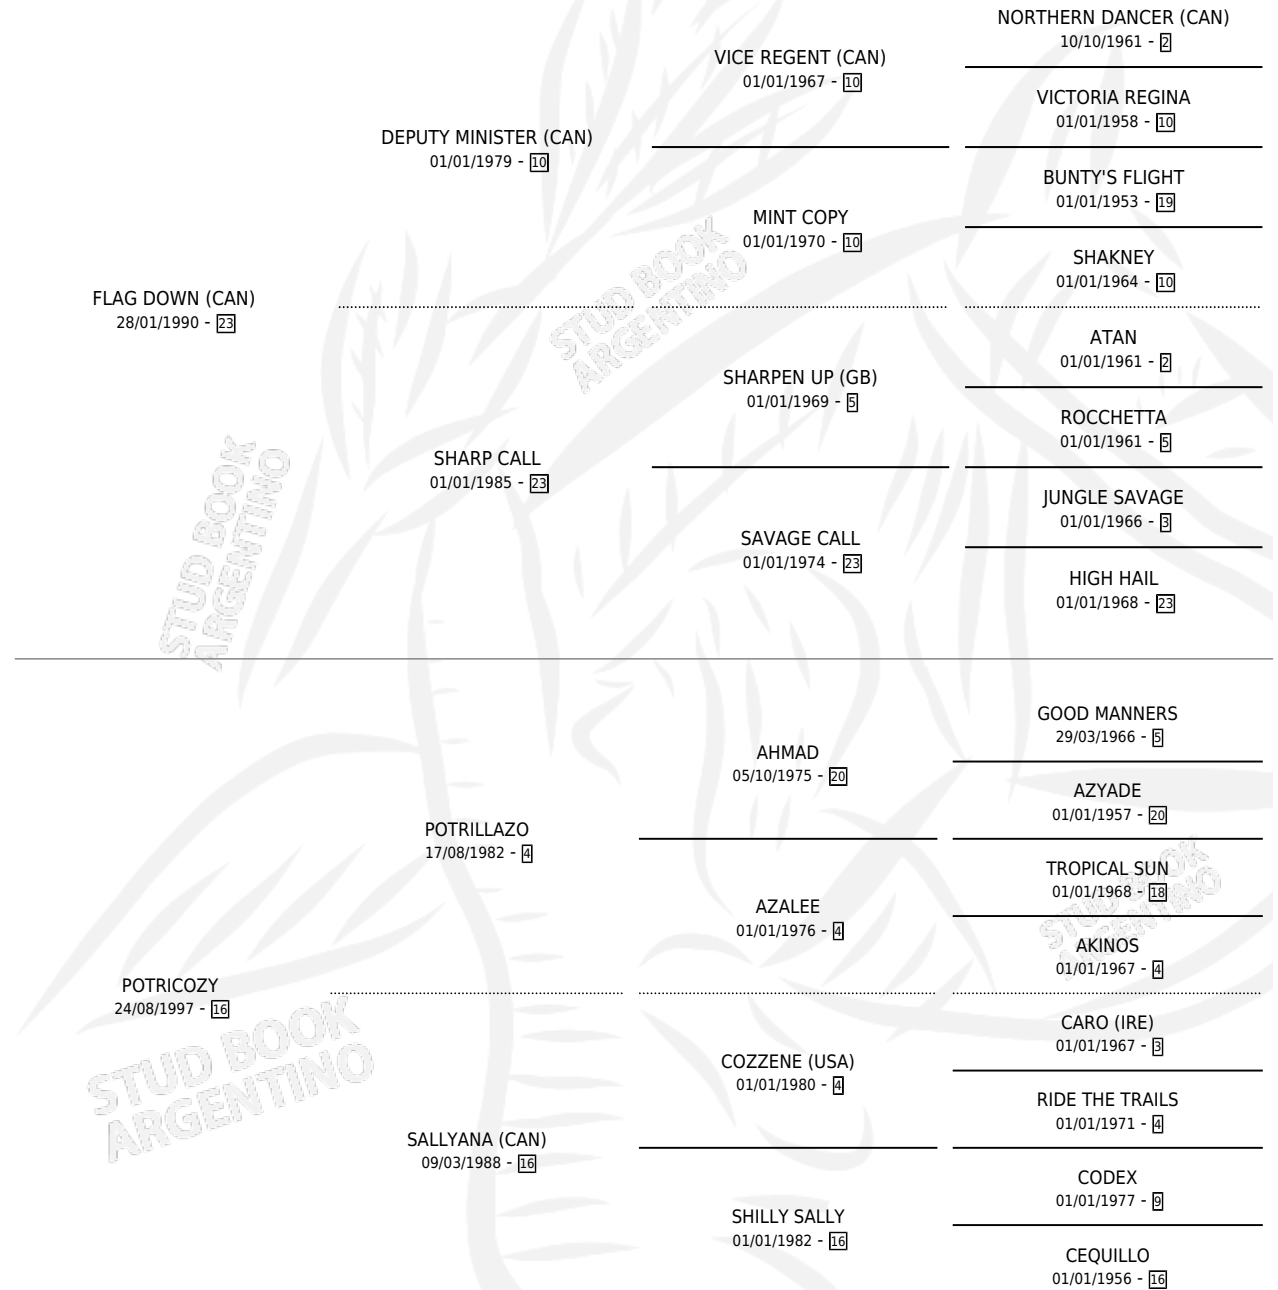 NORTHERN DANCER (CAN)
10/10/1961 - 2
VICE REGENT (CAN)
01/01/1967 - 10
VICTORIA REGINA
01/01/1958 - 10
DEPUTY MINISTER (CAN)
01/01/1979 - 10
BUNTY'S FLIGHT
01/01/1953 - 19
MINT COPY
01/01/1970 - 10
SHAKNEY
01/01/1964 - 10
FLAG DOWN (CAN)
28/01/1990 - 23
ATAN
01/01/1961 - 2
SHARPEN UP (GB)
01/01/1969 - 5
ROCCHETTA
01/01/1961 - 5
SHARP CALL
01/01/1985 - 23
JUNGLE SAVAGE
01/01/1966 - 3
SAVAGE CALL
01/01/1974 - 23
HIGH HAIL
01/01/1968 - 23
STUD BOOK
ARGENTINO
STUD BOOK
ARGENTINO
GOOD MANNERS
29/03/1966 - 5
AHMAD
05/10/1975 - 20
AZYADE
01/01/1957 - 20
POTRILLAZO
17/08/1982 - 4
TROPICAL SUN
01/01/1968 - 18
AZALEE
01/01/1976 - 4
AKINOS
01/01/1967 - 4
STUD BOOK
ARGENTINO
POTRICOZY
24/08/1997 - 16
CARO (IRE)
01/01/1967 - 3
COZZENE (USA)
01/01/1980 - 4
RIDE THE TRAILS
01/01/1971 - 4
STUD BOOK
ARGENTINO
SALLYANA (CAN)
09/03/1988 - 16
CODEX
01/01/1977 - 9
SHILLY SALLY
01/01/1982 - 16
CEQUILLO
01/01/1956 - 16